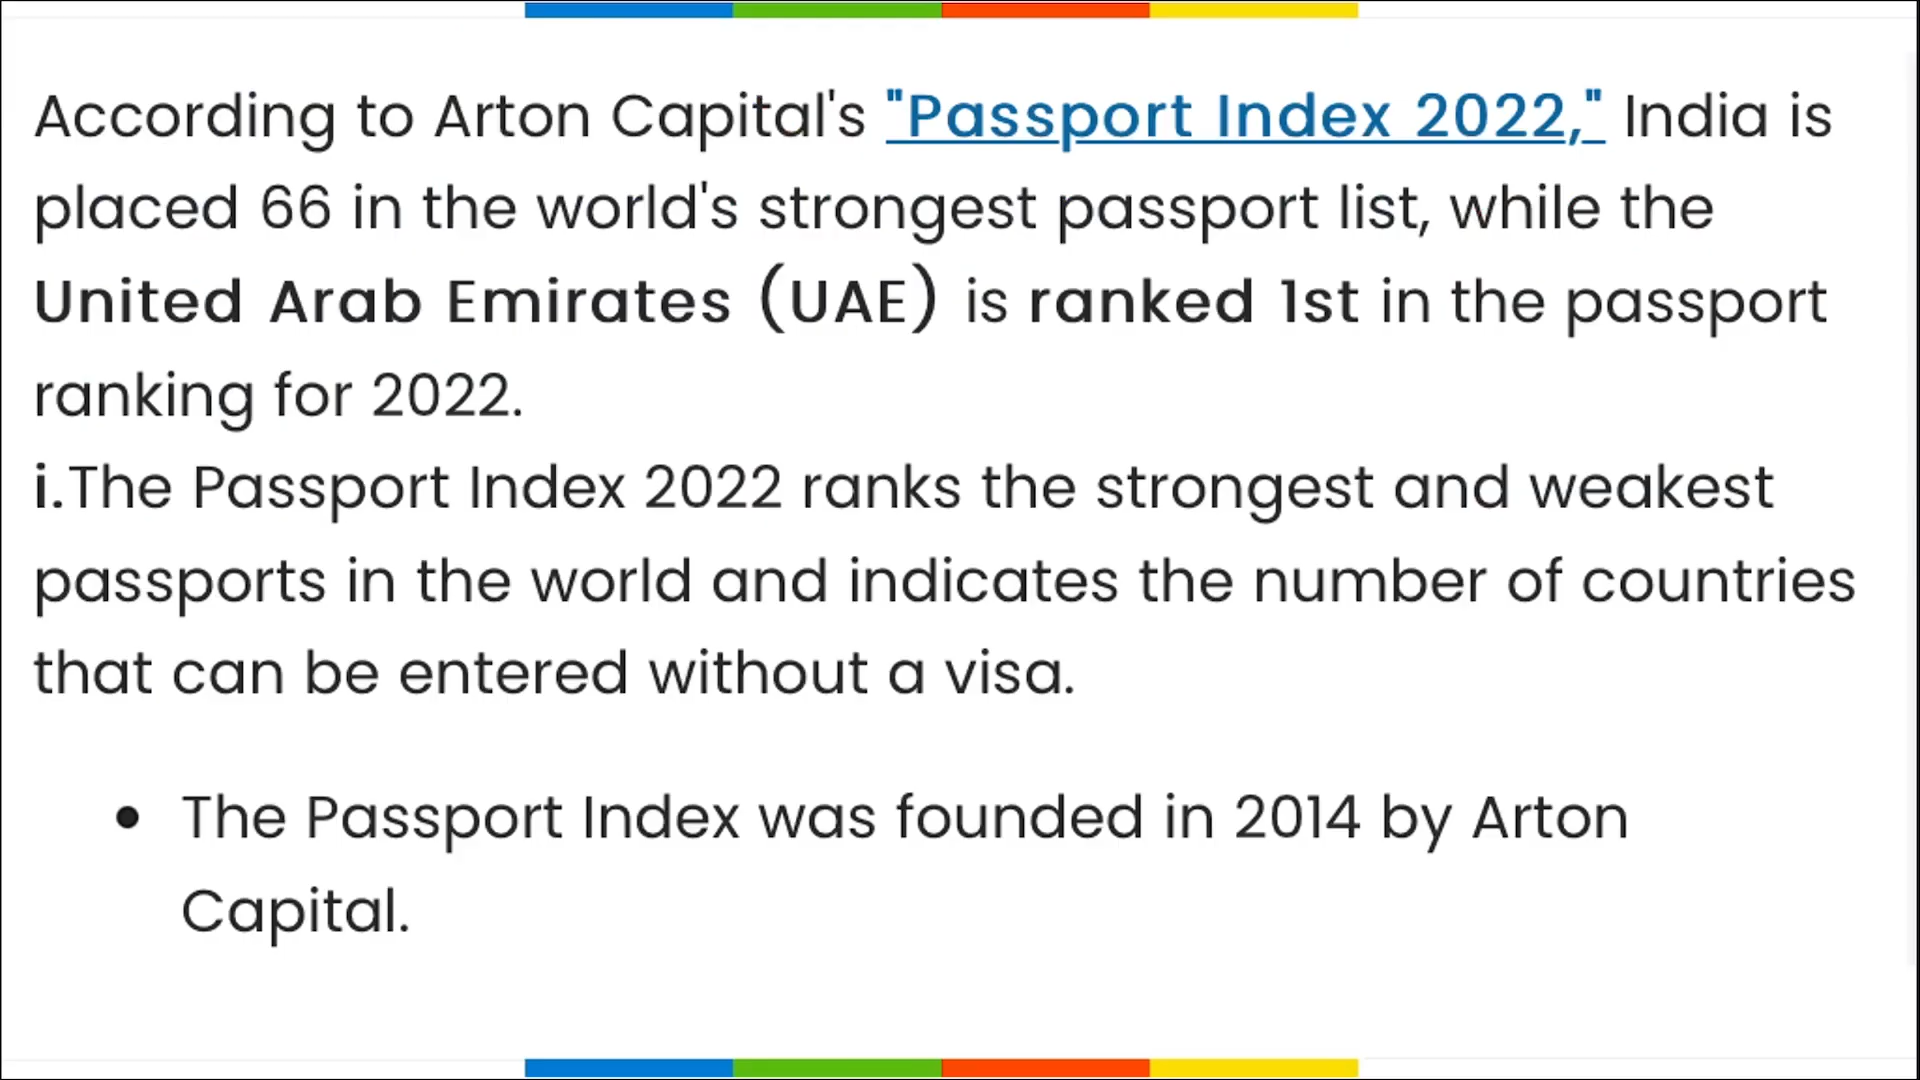 According to Arton Capital's "Passport Index 2022," India is
placed 66 in the world's strongest passport list, while the
United Arab Emirates (UAE) is ranked 1st in the passport
ranking for 2022.
i.The Passport Index 2022 ranks the strongest and weakest
passports in the world and indicates the number of countries
that can be entered without a visa.
• The Passport Index was founded in 2014 by Arton
Capital.